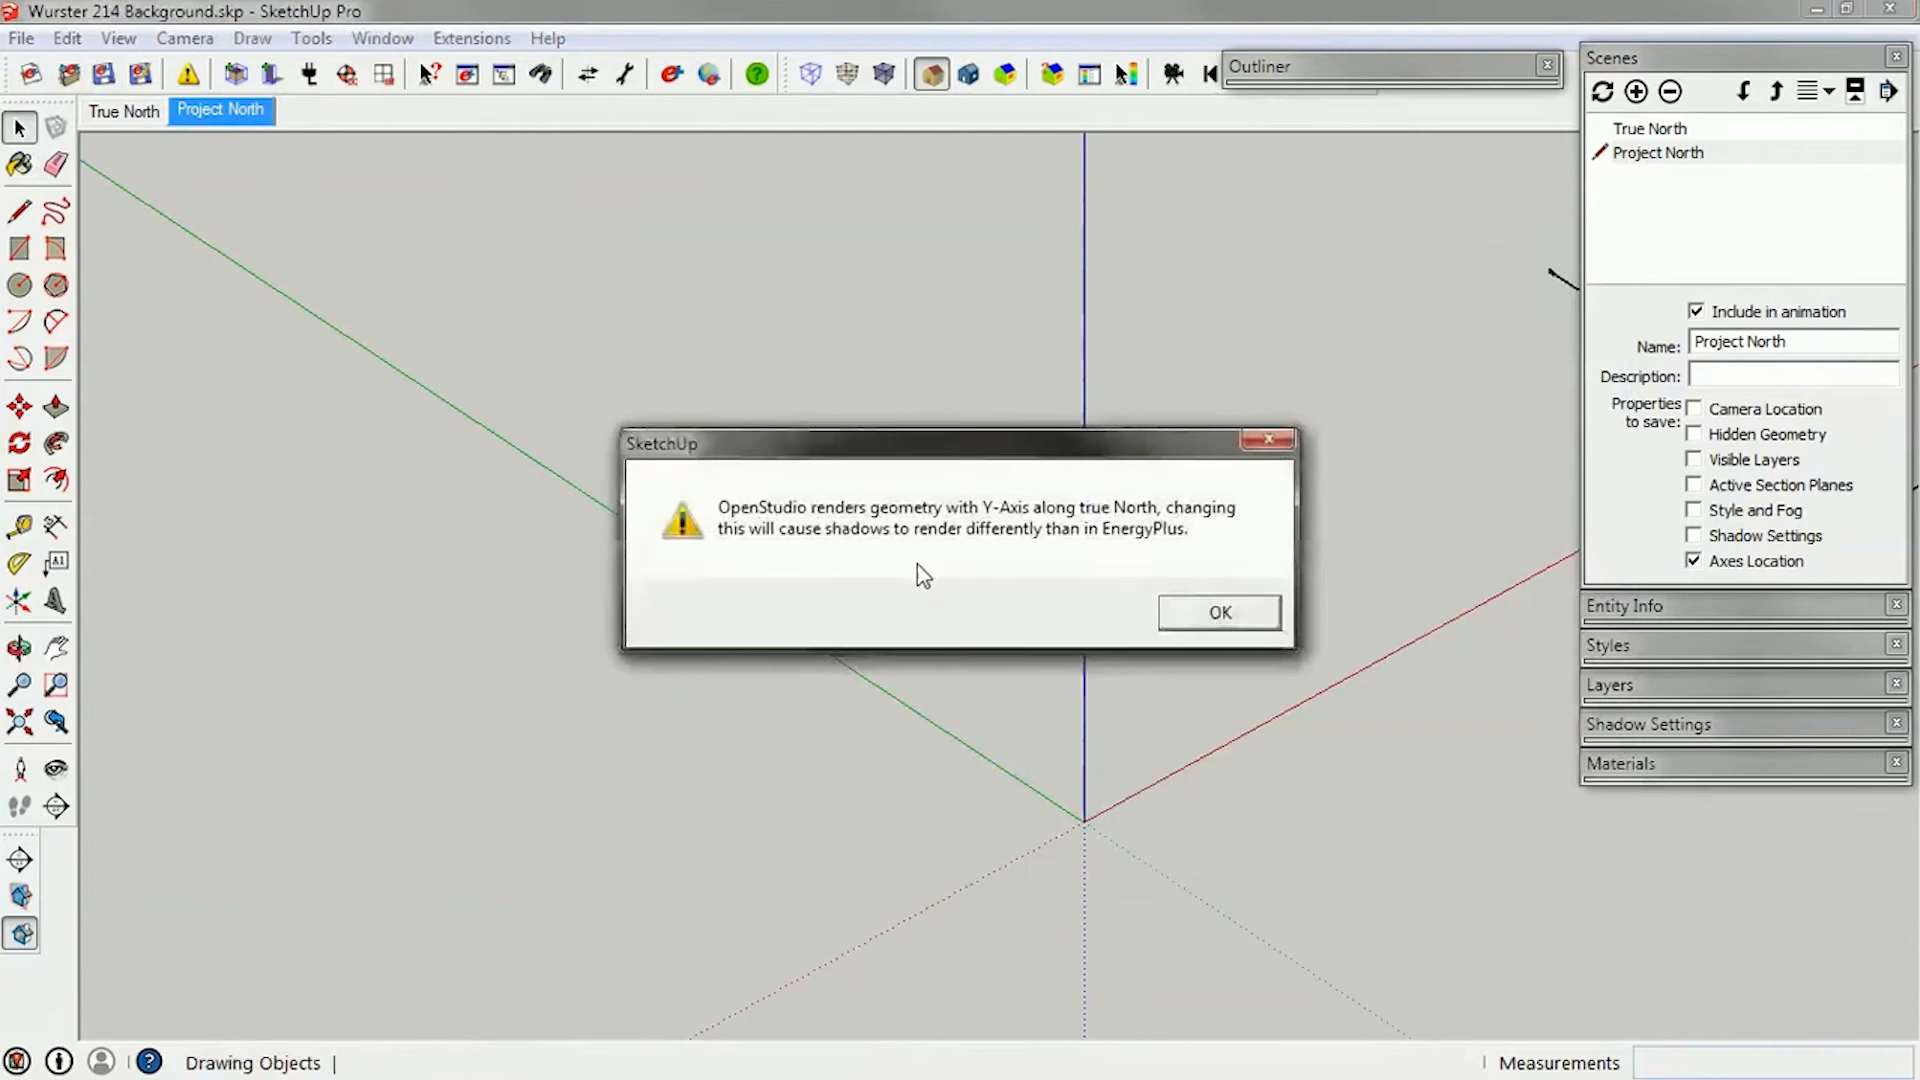 Wurster 214 Background.skp - SketchUp Pro
File Edit View Camera Draw Tools Window Extensions Help
Outliner
Scenes
True North Project North
True North
Project North
Include in animation
Name: Project North
Description:
Properties to save:
Camera Location
Hidden Geometry
Visible Layers
Active Section Planes
Style and Fog
Shadow Settings
Axes Location
Entity Info
Styles
Layers
Shadow Settings
Materials
SketchUp
OpenStudio renders geometry with Y-Axis along true North, changing
this will cause shadows to render differently than in EnergyPlus.
OK
Drawing Objects
Measurements